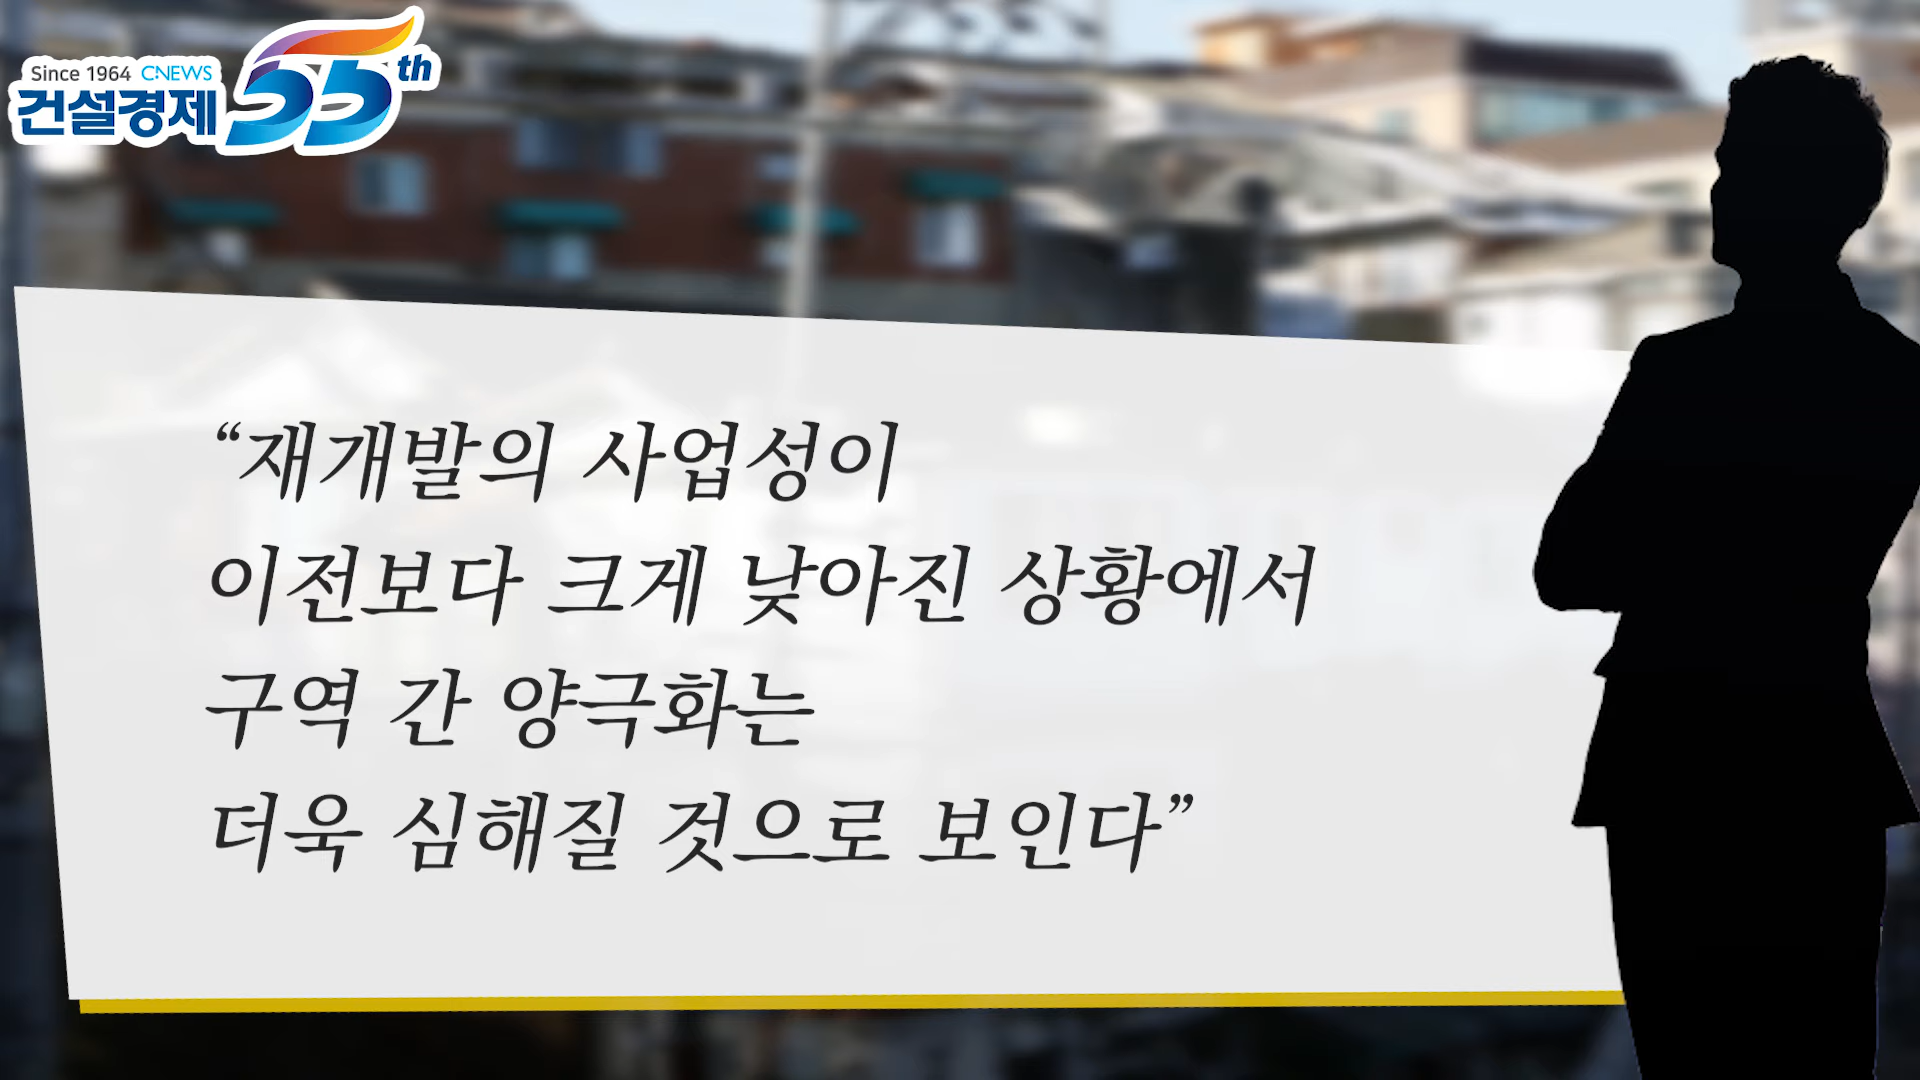 Since 1964 CNEWS
건설경제 55th
“재개발의 사업성이
이전보다 크게 낮아진 상황에서
구역 간 양극화는
더욱 심해질 것으로 보인다”